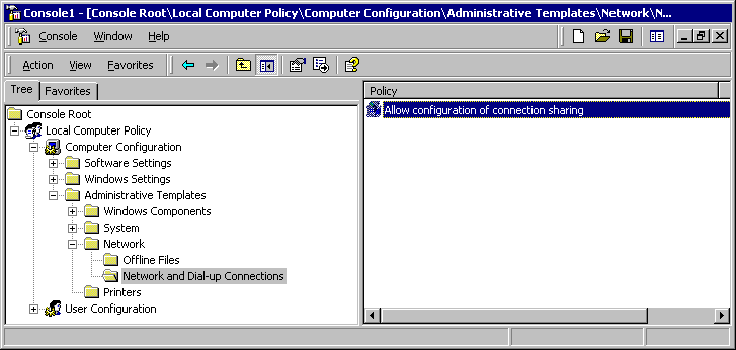 Console1 - [Console Root\Local Computer Policy\Computer Configuration\Administrative Templates\Network\N...
Console Window Help
Action View Favorites
Tree Favorites
Policy
Console Root
Allow configuration of connection sharing
Local Computer Policy
Computer Configuration
Software Settings
Windows Settings
Administrative Templates
Windows Components
System
Network
Offline Files
Network and Dial-up Connections
Printers
User Configuration